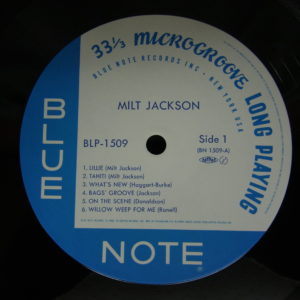 33 1/3 MICROGROOVE LONG PLAYING
BLUE NOTE RECORDS INC • NEW YORK USA
MILT JACKSON
BLP-1509
Side 1
(BN 1509-A)
1. LILLIE (Milt Jackson)
2. TAHITI (Milt Jackson)
3. WHAT'S NEW (Haggart-Burke)
4. BAGS' GROOVE (Jackson)
5. ON THE SCENE (Donaldson)
6. WILLOW WEEP FOR ME (Ronell)
BLUE
NOTE